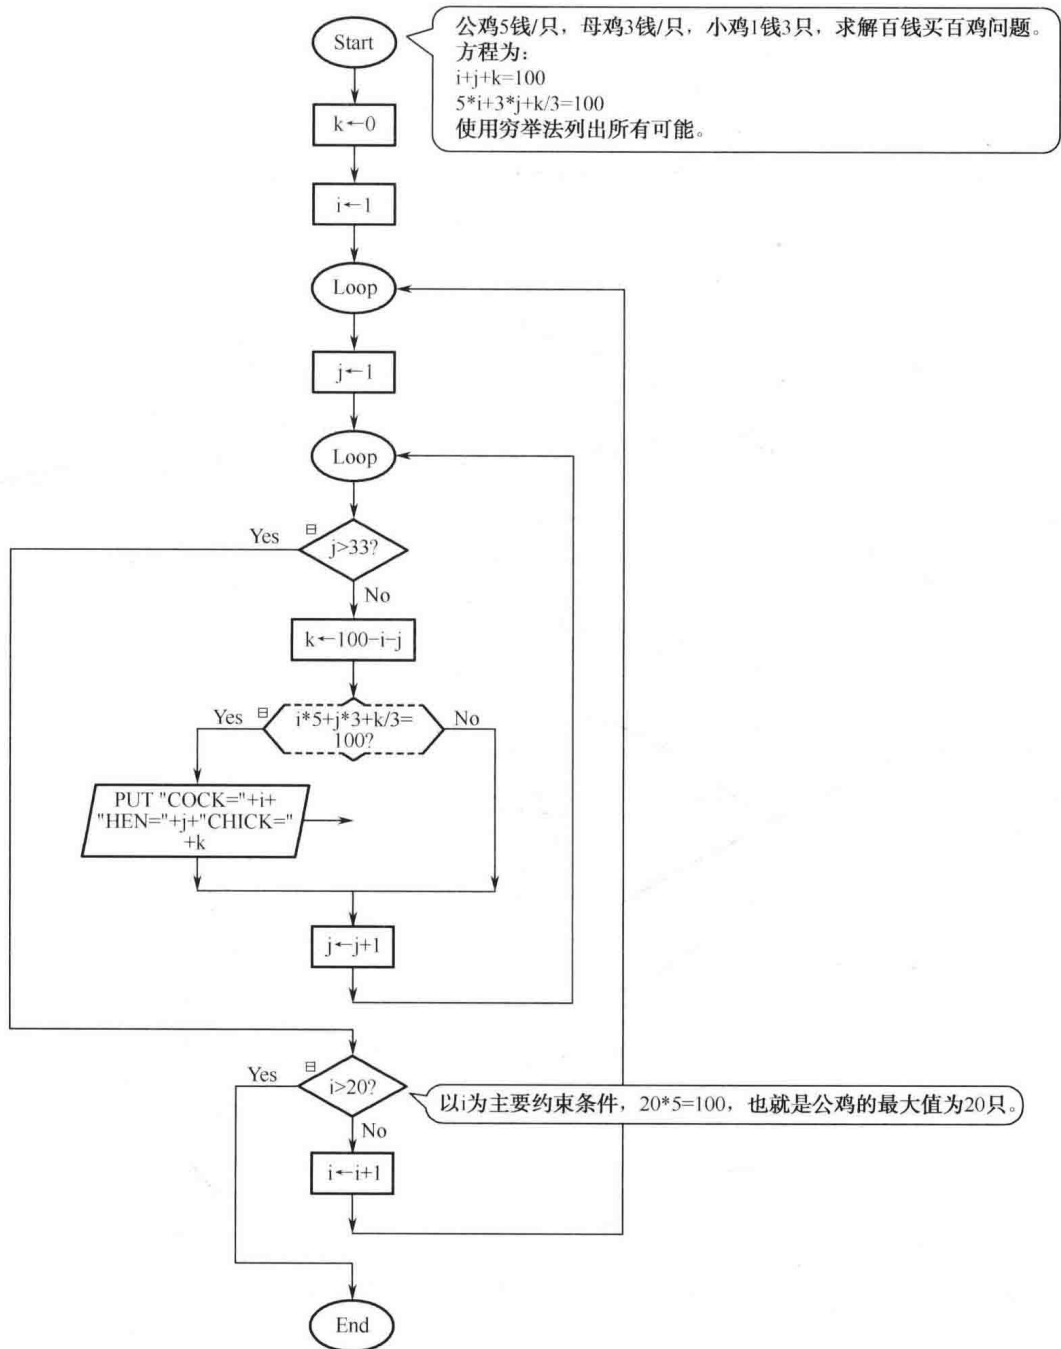 Start
公鸡5钱/只，母鸡3钱/只，小鸡1钱3只，求解百钱买百鸡问题。
方程为：
i+j+k=100
5*i+3*j+k/3=100
使用穷举法列出所有可能。
k←0
i←1
Loop
j←1
Loop
Yes
j>33?
No
k←100-i-j
Yes
i*5+j*3+k/3=
100?
No
PUT "COCK="+i+
"HEN="+j+"CHICK="
+k
j←j+1
Yes
i>20?
以i为主要约束条件，20*5=100，也就是公鸡的最大值为20只。
No
i←i+1
End